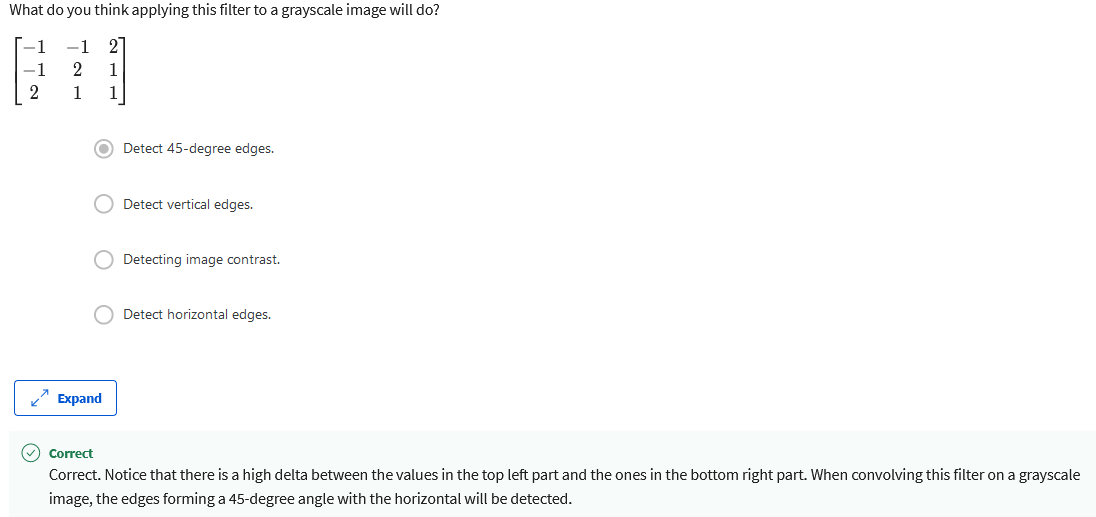 What do you think applying this filter to a grayscale image will do?
[−1 −1 2]
[−1 2 1]
[2 1 1]
Detect 45-degree edges.
Detect vertical edges.
Detecting image contrast.
Detect horizontal edges.
Expand
Correct
Correct. Notice that there is a high delta between the values in the top left part and the ones in the bottom right part. When convolving this filter on a grayscale
image, the edges forming a 45-degree angle with the horizontal will be detected.